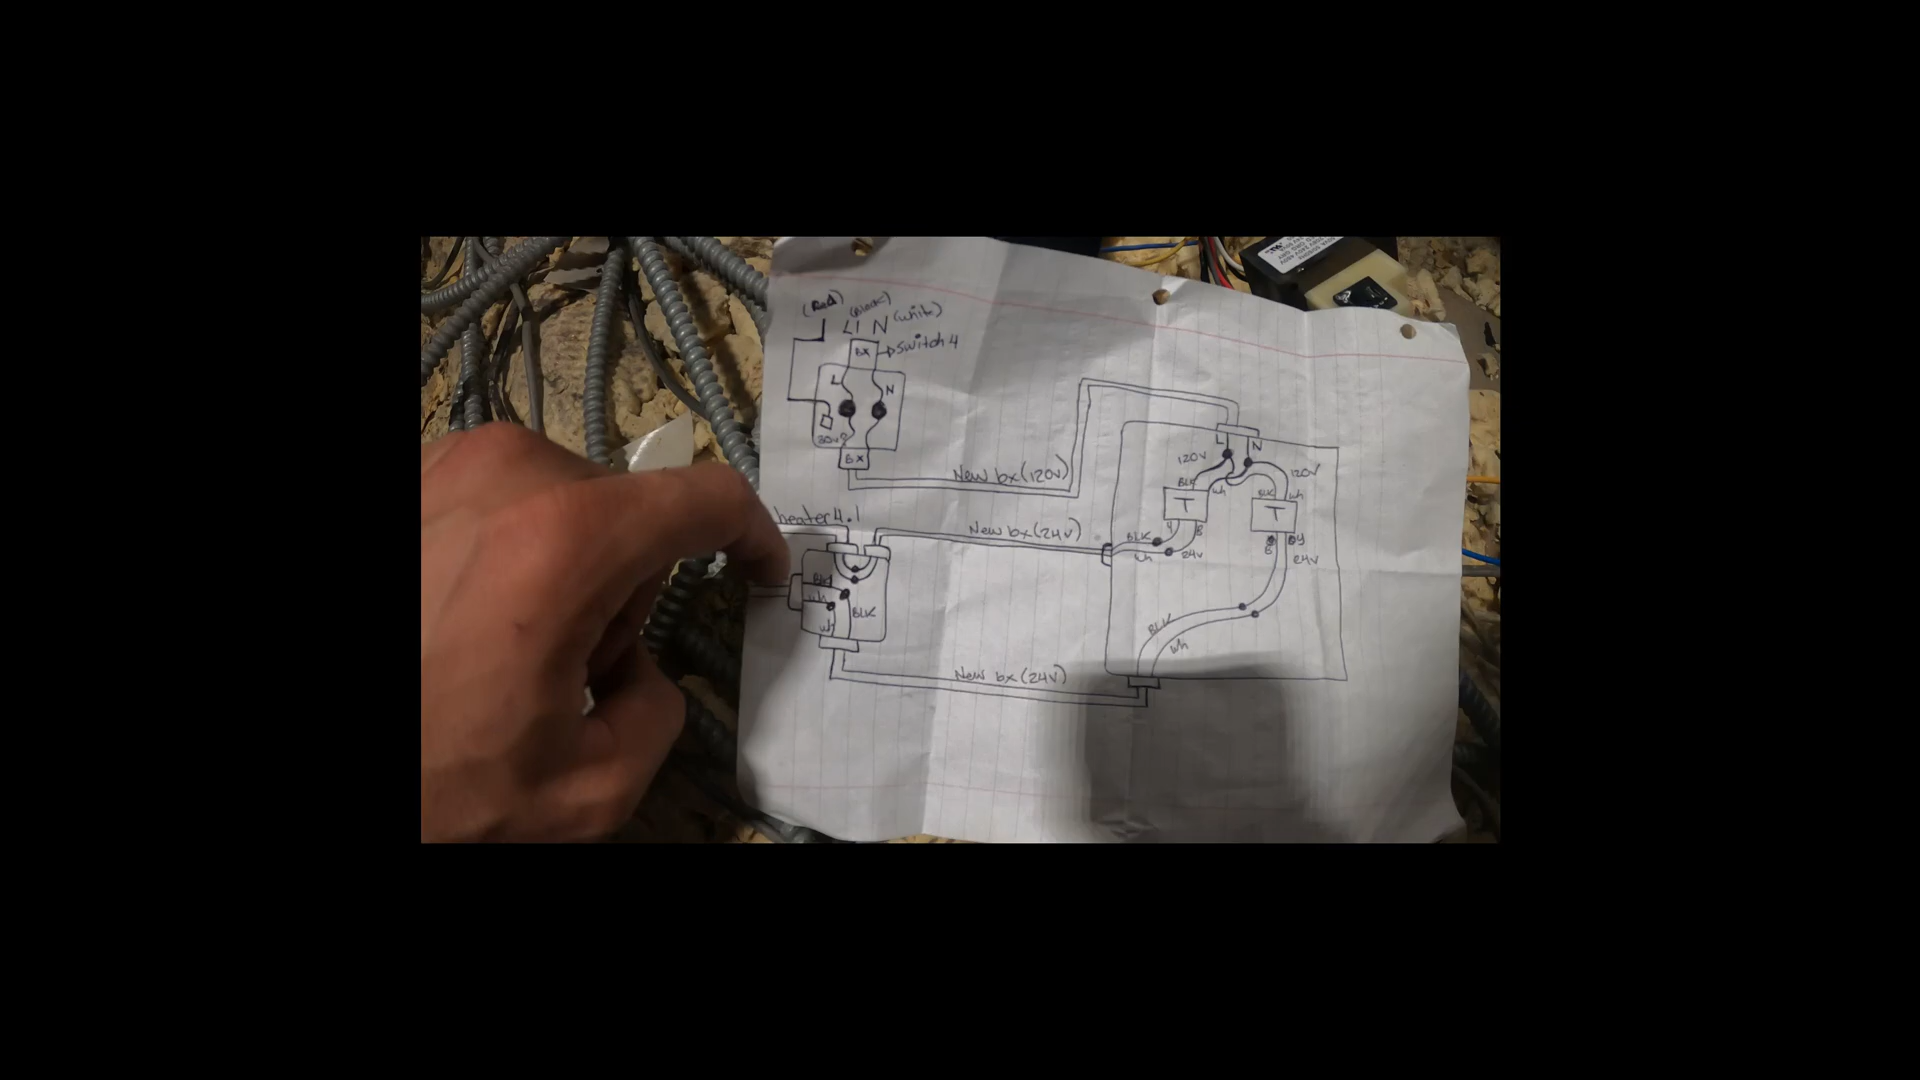 (Red)
(Black)
L1 N (white)
BX
Switch 4
L
N
BX
New bx (120V)
heater 4.1
New bx (24V)
BLK
wh
BLK
wh
New bx (24V)
L
N
120V
120V
BLK
wh
BLK
wh
T
T
Y
B
BLK
wh
24V
B
Y
24V
BLK
wh